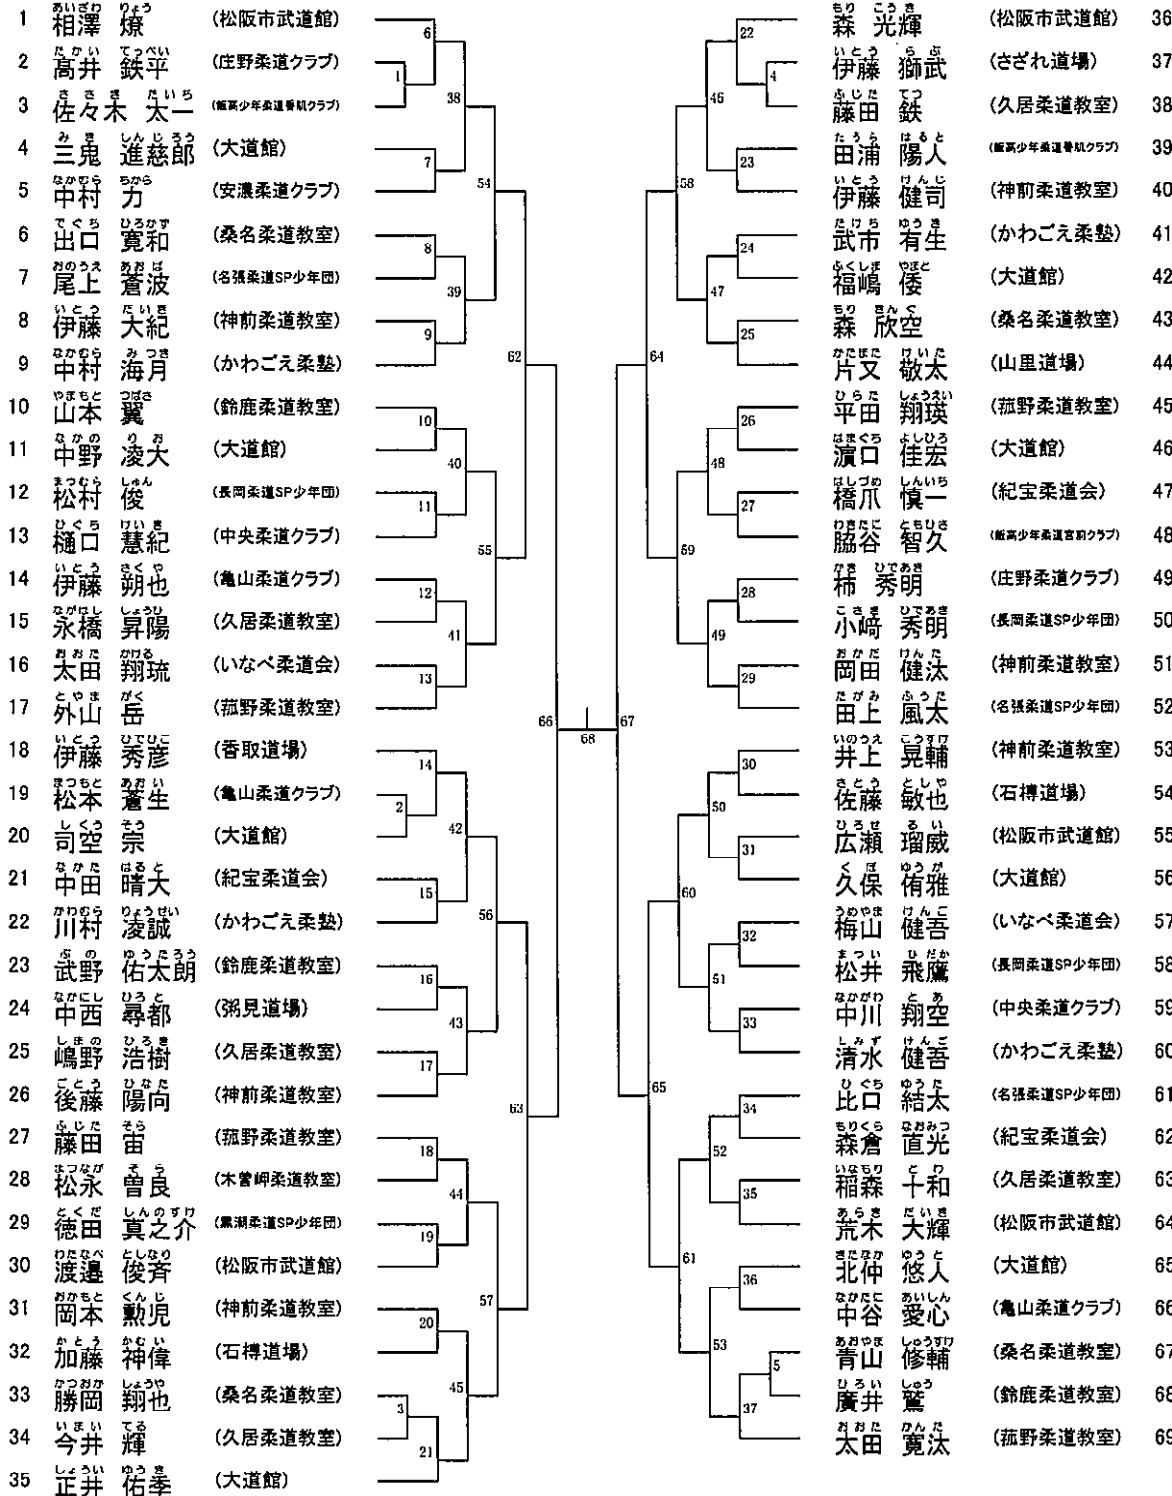 1 相澤 燎 (松阪市武道館)
2 髙井 鉄平 (庄野柔道クラブ)
3 佐々木 太一 (飯高少年柔道香肌クラブ)
4 三鬼 進慈郎 (大道館)
5 中村 力 (安濃柔道クラブ)
6 出口 寛和 (桑名柔道教室)
7 尾上 蒼波 (名張柔道SP少年団)
8 伊藤 大紀 (神前柔道教室)
9 中村 海月 (かわごえ柔塾)
10 山本 翼 (鈴鹿柔道教室)
11 中野 凌大 (大道館)
12 松村 俊 (長岡柔道SP少年団)
13 樋口 慧紀 (中央柔道クラブ)
14 伊藤 朔也 (亀山柔道クラブ)
15 永橋 昇陽 (久居柔道教室)
16 太田 翔琉 (いなべ柔道会)
17 外山 岳 (菰野柔道教室)
18 伊藤 秀彦 (香取道場)
19 松本 蒼生 (亀山柔道クラブ)
20 司空 宗 (大道館)
21 中田 晴大 (紀宝柔道会)
22 川村 凌誠 (かわごえ柔塾)
23 武野 佑太朗 (鈴鹿柔道教室)
24 中西 尋都 (粥見道場)
25 嶋野 浩樹 (久居柔道教室)
26 後藤 陽向 (神前柔道教室)
27 藤田 宙 (菰野柔道教室)
28 松永 曽良 (木曽岬柔道教室)
29 徳田 真之介 (黒潮柔道SP少年団)
30 渡邉 俊斉 (松阪市武道館)
31 岡本 勲児 (神前柔道教室)
32 加藤 神偉 (石榑道場)
33 勝岡 翔也 (桑名柔道教室)
34 今井 輝 (久居柔道教室)
35 正井 佑季 (大道館)
森 光輝 (松阪市武道館) 36
伊藤 獅武 (さざれ道場) 37
藤田 鉄 (久居柔道教室) 38
田浦 陽人 (飯高少年柔道香肌クラブ) 39
伊藤 健司 (神前柔道教室) 40
武市 有生 (かわごえ柔塾) 41
福嶋 倭 (大道館) 42
森 欣空 (桑名柔道教室) 43
片又 敬太 (山里道場) 44
平田 翔瑛 (菰野柔道教室) 45
濵口 佳宏 (大道館) 46
橋爪 慎一 (紀宝柔道会) 47
脇谷 智久 (飯高少年柔道宮前クラブ) 48
柿 秀明 (庄野柔道クラブ) 49
小﨑 秀明 (長岡柔道SP少年団) 50
岡田 健汰 (神前柔道教室) 51
田上 風太 (名張柔道SP少年団) 52
井上 晃輔 (神前柔道教室) 53
佐藤 敏也 (石榑道場) 54
広瀬 瑠威 (松阪市武道館) 55
久保 侑雅 (大道館) 56
梅山 健吾 (いなべ柔道会) 57
松井 飛鷹 (長岡柔道SP少年団) 58
中川 翔空 (中央柔道クラブ) 59
清水 健吾 (かわごえ柔塾) 60
比口 結太 (名張柔道SP少年団) 61
森倉 直光 (紀宝柔道会) 62
稲森 十和 (久居柔道教室) 63
荒木 大輝 (松阪市武道館) 64
北仲 悠人 (大道館) 65
中谷 愛心 (亀山柔道クラブ) 66
青山 修輔 (桑名柔道教室) 67
廣井 鷲 (鈴鹿柔道教室) 68
太田 寛汰 (菰野柔道教室) 69